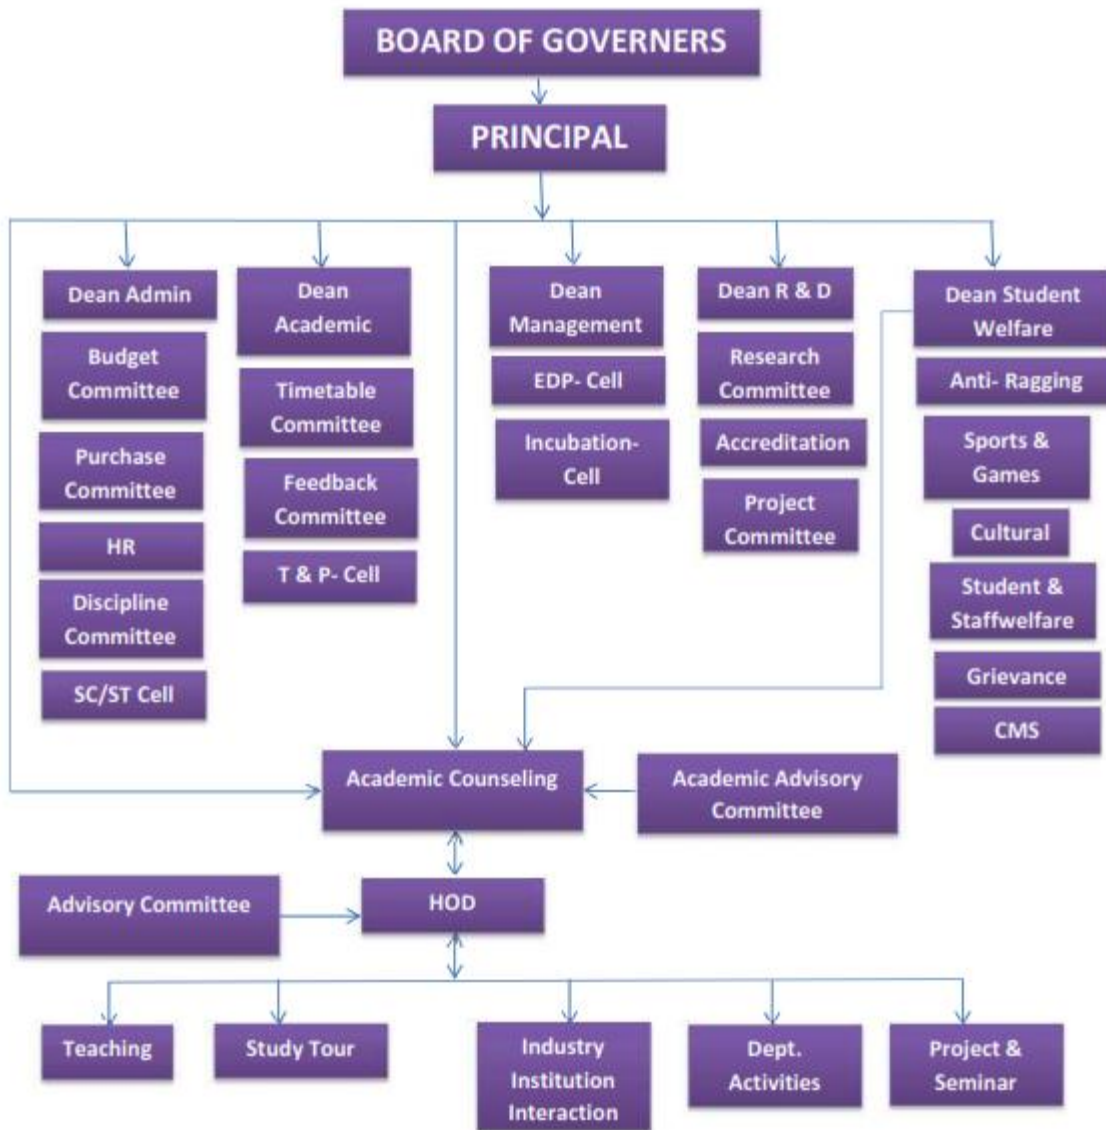 BOARD OF GOVERNERS
PRINCIPAL
Dean Admin
Budget
Committee
Purchase
Committee
HR
Discipline
Committee
SC/ST Cell
Dean
Academic
Timetable
Committee
Feedback
Committee
T & P- Cell
Dean
Management
EDP- Cell
Incubation-
Cell
Dean R & D
Research
Committee
Accreditation
Project
Committee
Dean Student
Welfare
Anti- Ragging
Sports &
Games
Cultural
Student &
Staffwelfare
Grievance
CMS
Academic Counseling
Academic Advisory
Committee
Advisory Committee
HOD
Teaching
Study Tour
Industry
Institution
Interaction
Dept.
Activities
Project &
Seminar